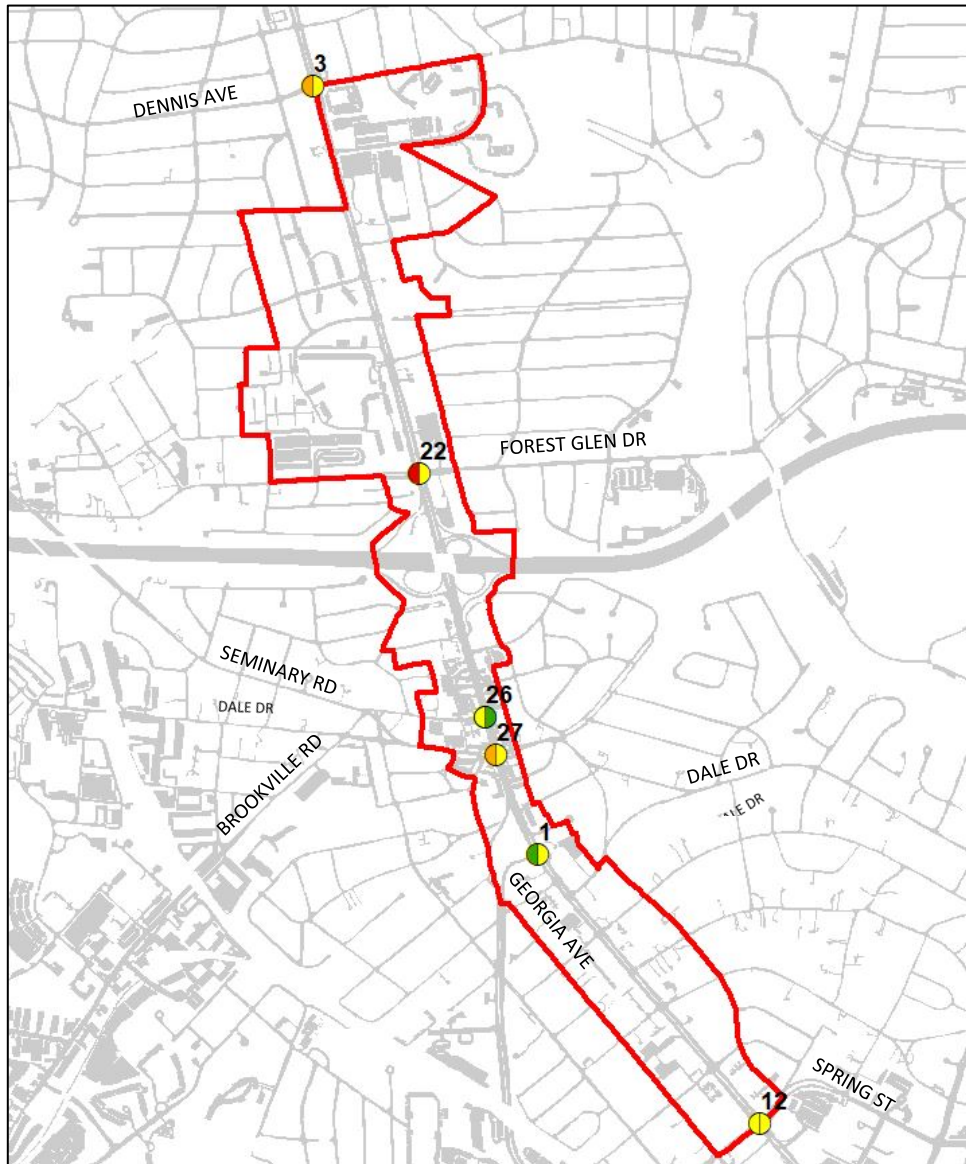 3
DENNIS AVE
22
FOREST GLEN DR
SEMINARY RD
DALE DR
26
27
BROOKVILLE RD
DALE DR
DR
1
GEORGIA AVE
SPRING ST
12